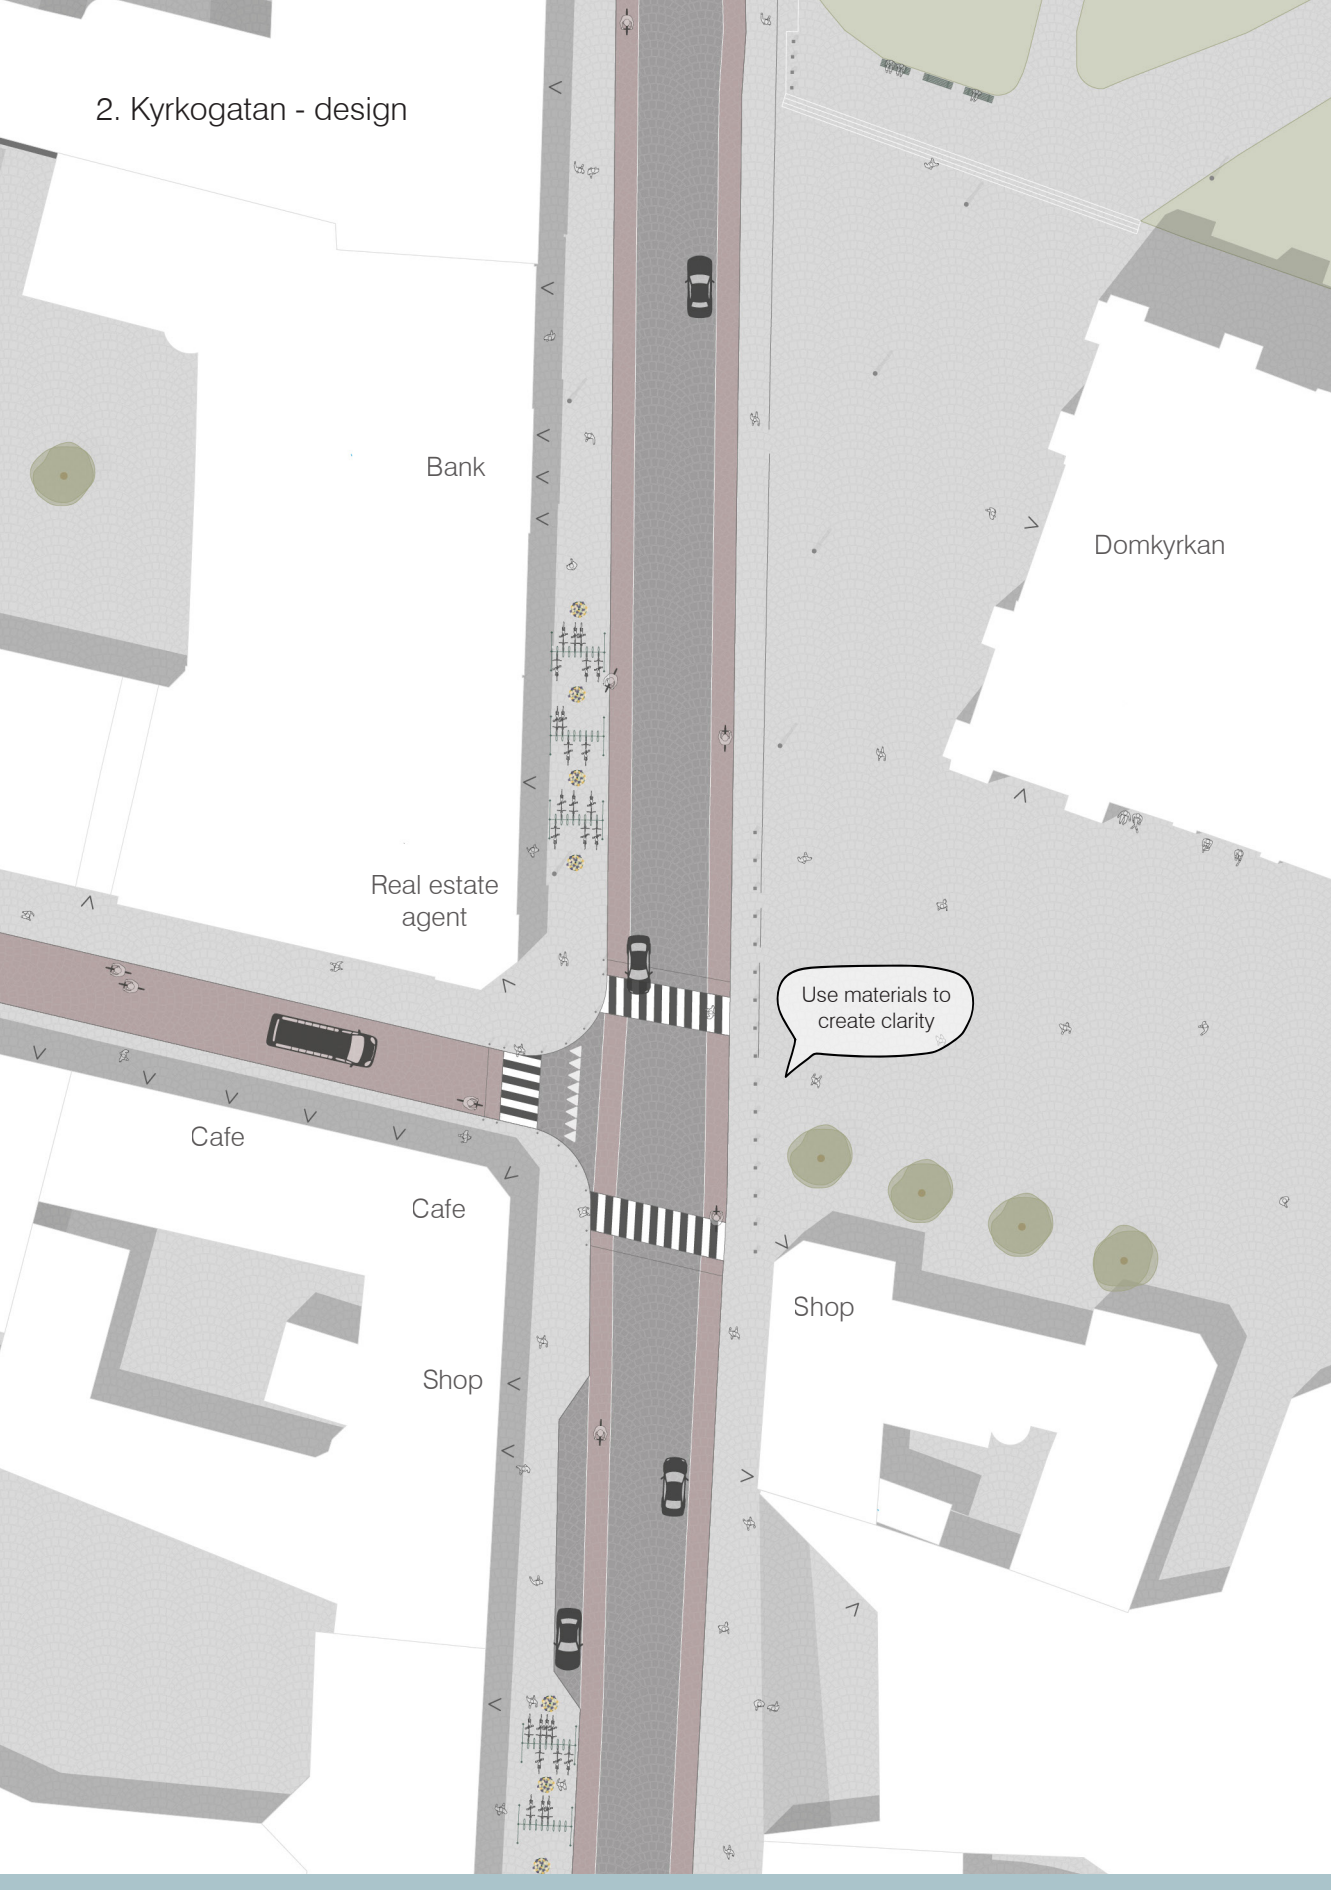 2. Kyrkogatan - design
Bank
Domkyrkan
Real estate
agent
Use materials to
create clarity
Cafe
Cafe
Shop
Shop